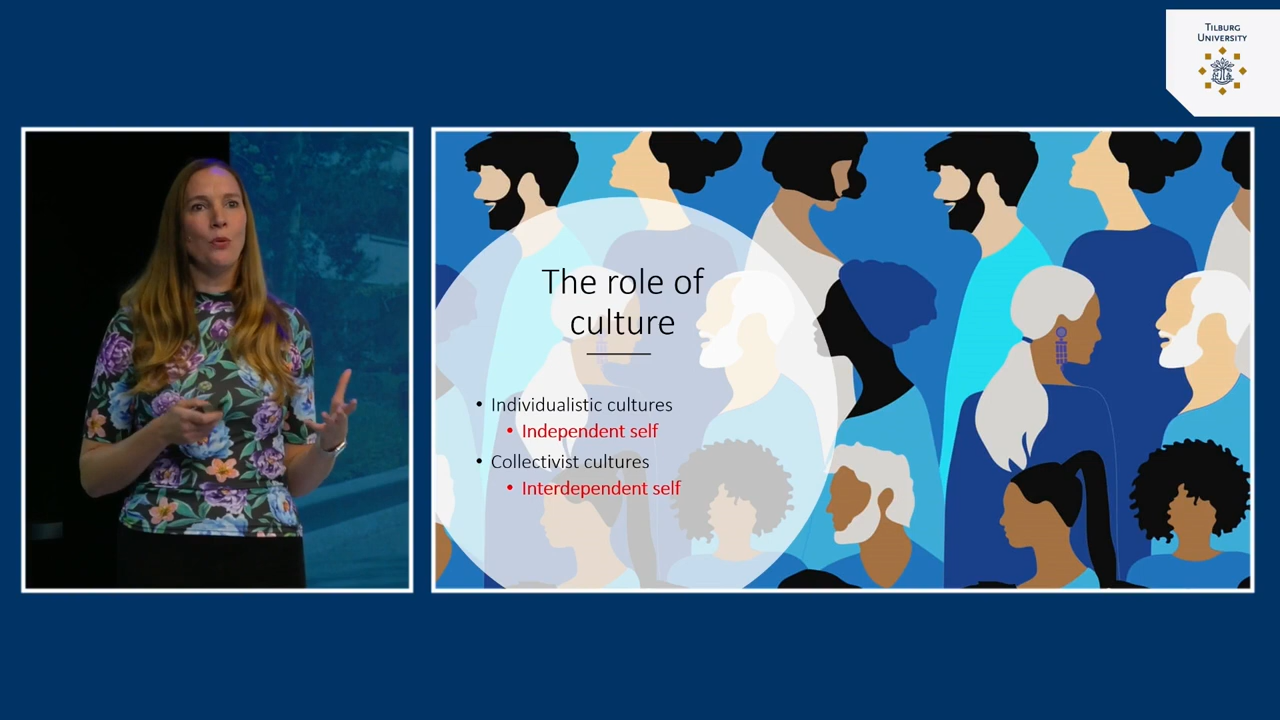 TILBURG
UNIVERSITY
The role of
culture
• Individualistic cultures
• Independent self
• Collectivist cultures
• Interdependent self